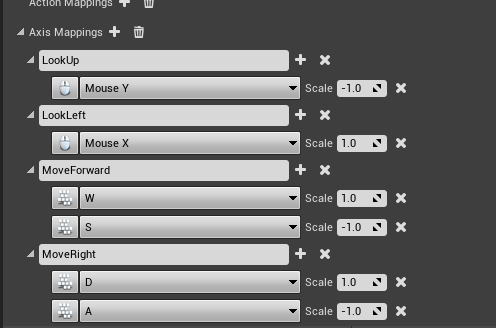 Action Mappings
Axis Mappings
LookUp
Mouse Y Scale -1.0
LookLeft
Mouse X Scale 1.0
MoveForward
W Scale 1.0
S Scale -1.0
MoveRight
D Scale 1.0
A Scale -1.0